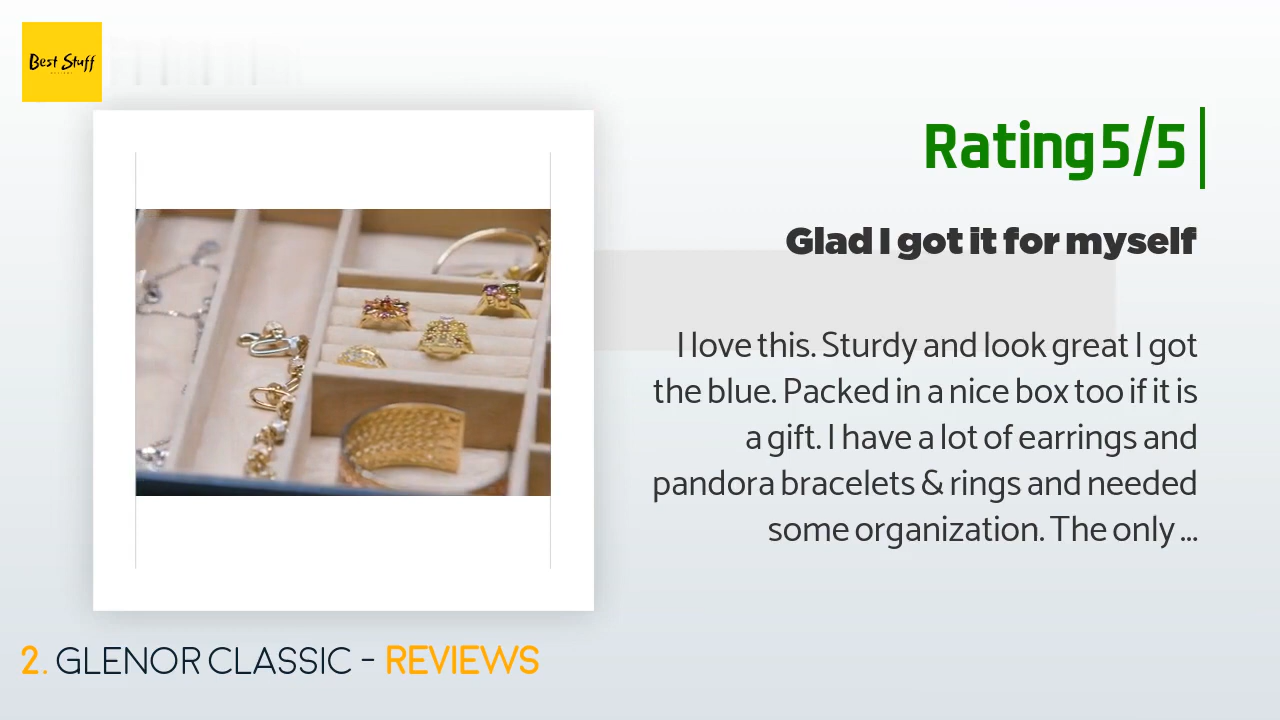 Best Stuff
Rating 5/5
Glad I got it for myself
I love this. Sturdy and look great I got
the blue. Packed in a nice box too if it is
a gift. I have a lot of earrings and
pandora bracelets & rings and needed
some organization. The only ...
2. GLENOR CLASSIC - REVIEWS